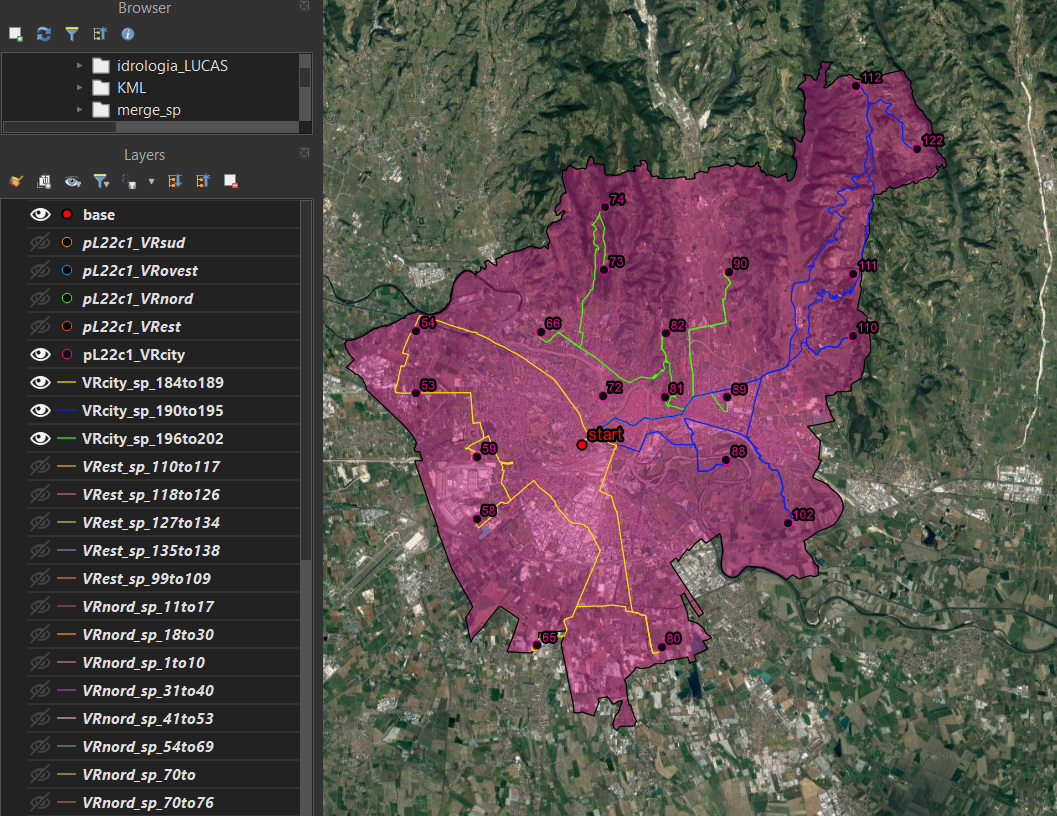 Browser
idrologia_LUCAS
KML
merge_sp
Layers
base
pL22c1_VRsud
pL22c1_VRovest
pL22c1_VRnord
pL22c1_VRest
pL22c1_VRcity
VRcity_sp_184to189
VRcity_sp_190to195
VRcity_sp_196to202
VRest_sp_110to117
VRest_sp_118to126
VRest_sp_127to134
VRest_sp_135to138
VRest_sp_99to109
VRnord_sp_11to17
VRnord_sp_18to30
VRnord_sp_1to10
VRnord_sp_31to40
VRnord_sp_41to53
VRnord_sp_54to69
VRnord_sp_70to
VRnord_sp_70to76
112
122
74
73
90
111
54
66
82
110
53
72
81
89
start
59
88
58
102
65
80